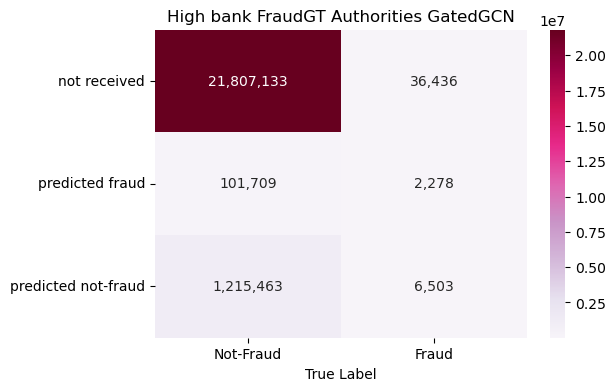 High bank FraudGT Authorities GatedGCN
1e7
not received
21,807,133
36,436
predicted fraud
101,709
2,278
predicted not-fraud
1,215,463
6,503
Not-Fraud
Fraud
True Label
2.00
1.75
1.50
1.25
1.00
0.75
0.50
0.25